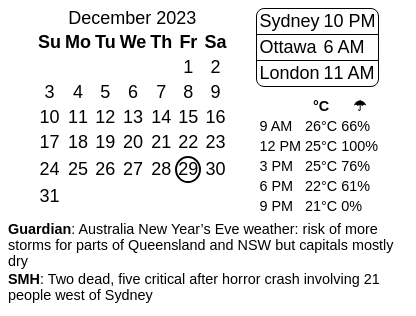 December 2023
Su Mo Tu We Th Fr Sa
1 2
3 4 5 6 7 8 9
10 11 12 13 14 15 16
17 18 19 20 21 22 23
24 25 26 27 28 29 30
31
Sydney 10 PM
Ottawa 6 AM
London 11 AM
°C ☂
9 AM 26°C 66%
12 PM 25°C 100%
3 PM 25°C 76%
6 PM 22°C 61%
9 PM 21°C 0%
Guardian: Australia New Year’s Eve weather: risk of more
storms for parts of Queensland and NSW but capitals mostly
dry
SMH: Two dead, five critical after horror crash involving 21
people west of Sydney